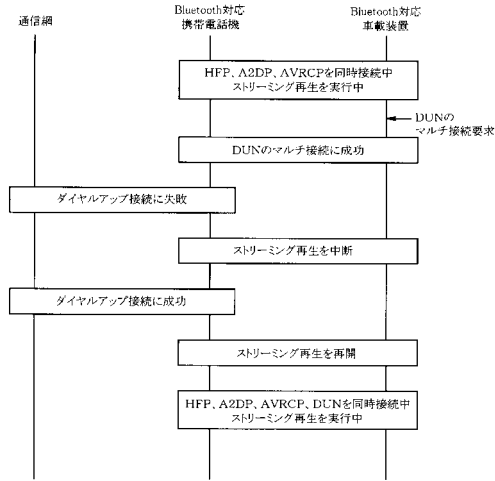 通信網
Bluetooth対応
携帯電話機
Bluetooth対応
車載装置
HFP、A2DP、AVRCPを同時接続中
ストリーミング再生を実行中
DUNの
マルチ接続要求
DUNのマルチ接続に成功
ダイヤルアップ接続に失敗
ストリーミング再生を中断
ダイヤルアップ接続に成功
ストリーミング再生を再開
HFP、A2DP、AVRCP、DUNを同時接続中
ストリーミング再生を実行中